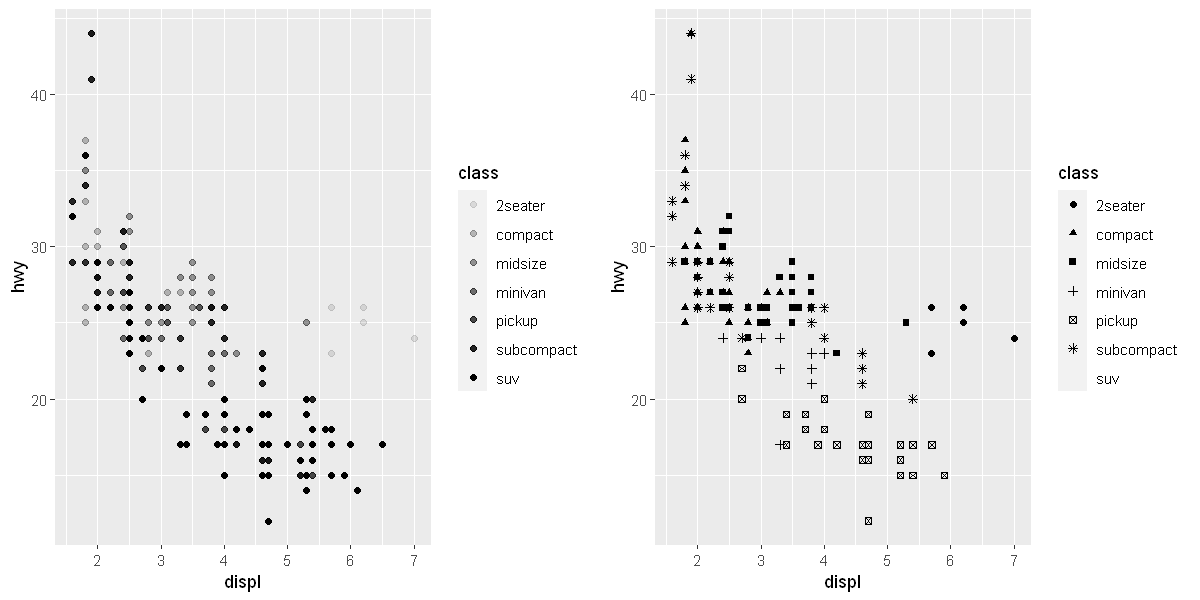 hwy
40
30
20
2 3 4 5 6 7
displ
class
2seater
compact
midsize
minivan
pickup
subcompact
suv
hwy
40
30
20
2 3 4 5 6 7
displ
class
2seater
compact
midsize
minivan
pickup
subcompact
suv